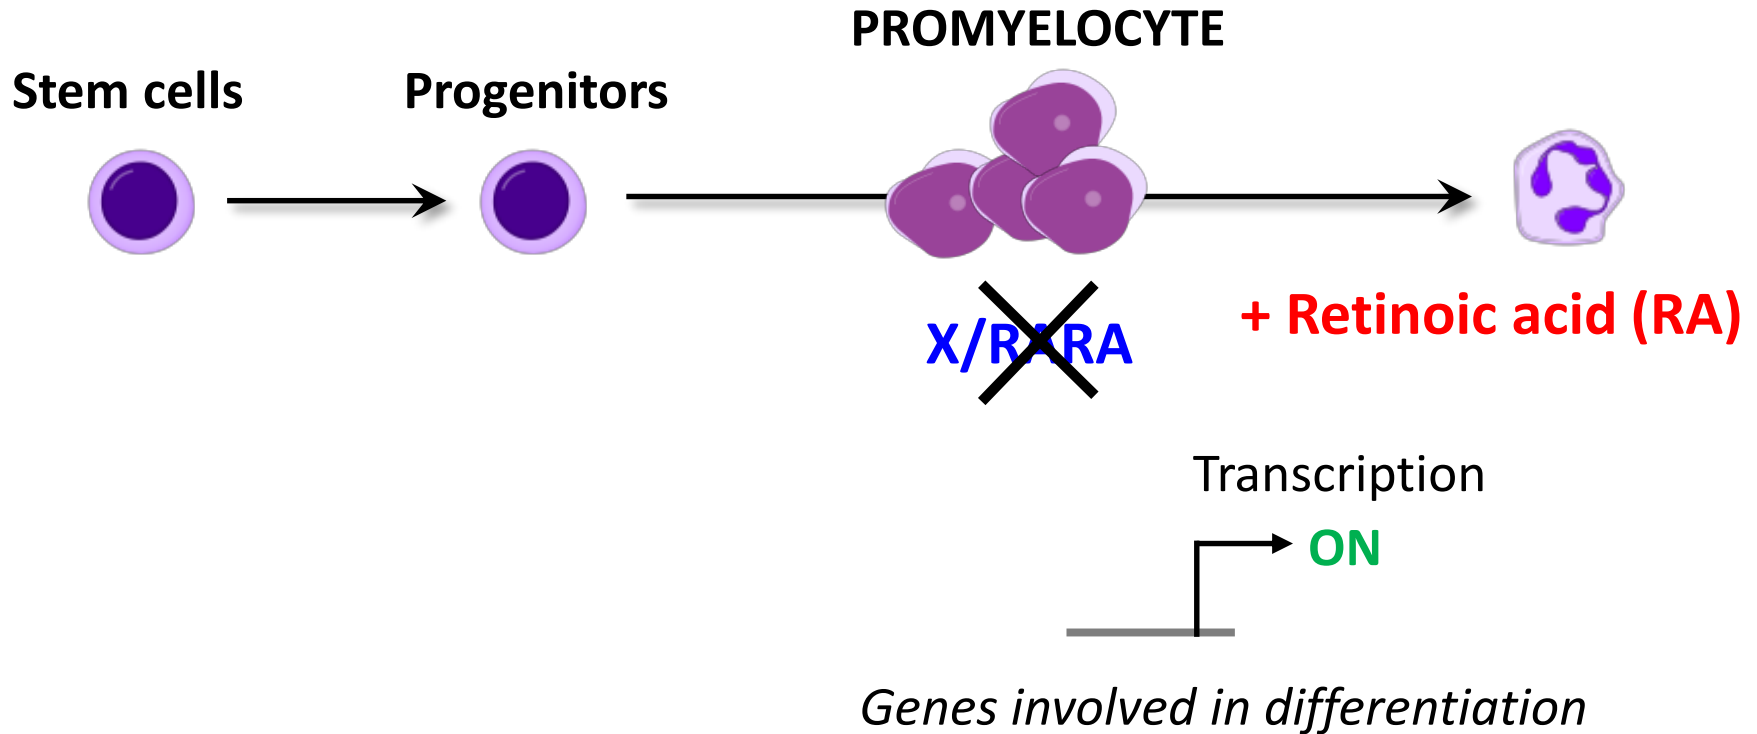 PROMYELOCYTE
Stem cells
Progenitors
X/RARA
+ Retinoic acid (RA)
Transcription
ON
Genes involved in differentiation